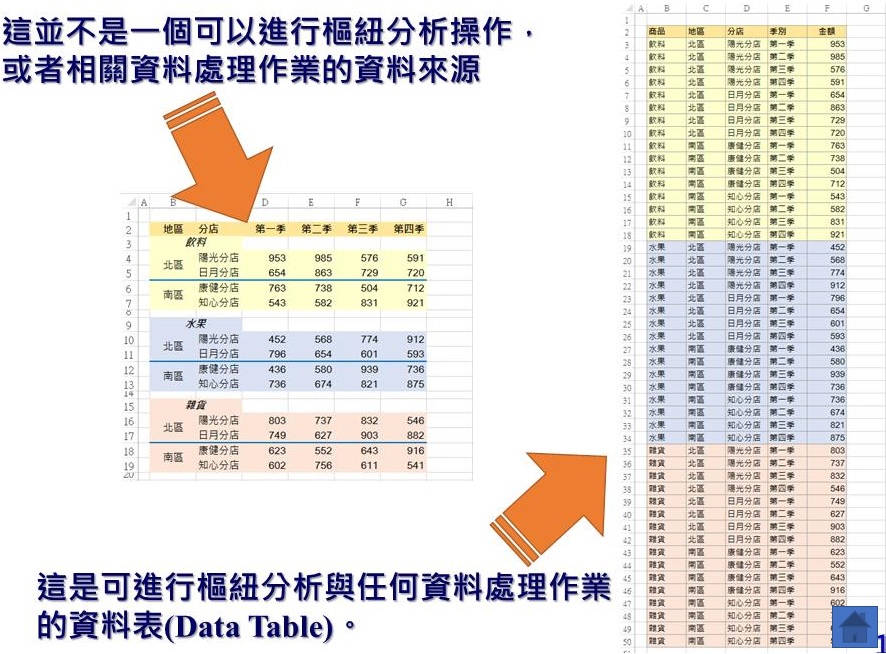 這並不是一個可以進行樞紐分析操作，
或者相關資料處理作業的資料來源
A B D E F G H
1
2 地區 分店 第一季 第二季 第三季 第四季
3 飲料
4 陽光分店 953 985 576 591
北區
5 日月分店 654 863 729 720
6 康健分店 763 738 504 712
南區
7 知心分店 543 582 831 921
8
9 水果
10 陽光分店 452 568 774 912
北區
11 日月分店 796 654 601 593
12 康健分店 436 580 939 736
南區
13 知心分店 736 674 821 875
14
15 雜貨
16 陽光分店 803 737 832 546
北區
17 日月分店 749 627 903 882
18 康健分店 623 552 643 916
南區
19 知心分店 602 756 611 541
20
這是可進行樞紐分析與任何資料處理作業
的資料表(Data Table)。
A B C D E F G
1
2 商品 地區 分店 季別 金額
3 飲料 北區 陽光分店 第一季 953
4 飲料 北區 陽光分店 第二季 985
5 飲料 北區 陽光分店 第三季 576
6 飲料 北區 陽光分店 第四季 591
7 飲料 北區 日月分店 第一季 654
8 飲料 北區 日月分店 第二季 863
9 飲料 北區 日月分店 第三季 729
10 飲料 北區 日月分店 第四季 720
11 飲料 南區 康健分店 第一季 763
12 飲料 南區 康健分店 第二季 738
13 飲料 南區 康健分店 第三季 504
14 飲料 南區 康健分店 第四季 712
15 飲料 南區 知心分店 第一季 543
16 飲料 南區 知心分店 第二季 582
17 飲料 南區 知心分店 第三季 831
18 飲料 南區 知心分店 第四季 921
19 水果 北區 陽光分店 第一季 452
20 水果 北區 陽光分店 第二季 568
21 水果 北區 陽光分店 第三季 774
22 水果 北區 陽光分店 第四季 912
23 水果 北區 日月分店 第一季 796
24 水果 北區 日月分店 第二季 654
25 水果 北區 日月分店 第三季 601
26 水果 北區 日月分店 第四季 593
27 水果 南區 康健分店 第一季 436
28 水果 南區 康健分店 第二季 580
29 水果 南區 康健分店 第三季 939
30 水果 南區 康健分店 第四季 736
31 水果 南區 知心分店 第一季 736
32 水果 南區 知心分店 第二季 674
33 水果 南區 知心分店 第三季 821
34 水果 南區 知心分店 第四季 875
35 雜貨 北區 陽光分店 第一季 803
36 雜貨 北區 陽光分店 第二季 737
37 雜貨 北區 陽光分店 第三季 832
38 雜貨 北區 陽光分店 第四季 546
39 雜貨 北區 日月分店 第一季 749
40 雜貨 北區 日月分店 第二季 627
41 雜貨 北區 日月分店 第三季 903
42 雜貨 北區 日月分店 第四季 882
43 雜貨 南區 康健分店 第一季 623
44 雜貨 南區 康健分店 第二季 552
45 雜貨 南區 康健分店 第三季 643
46 雜貨 南區 康健分店 第四季 916
47 雜貨 南區 知心分店 第一季 602
48 雜貨 南區 知心分店 第二季
49 雜貨 南區 知心分店 第三季
50 雜貨 南區 知心分店 第四季
1